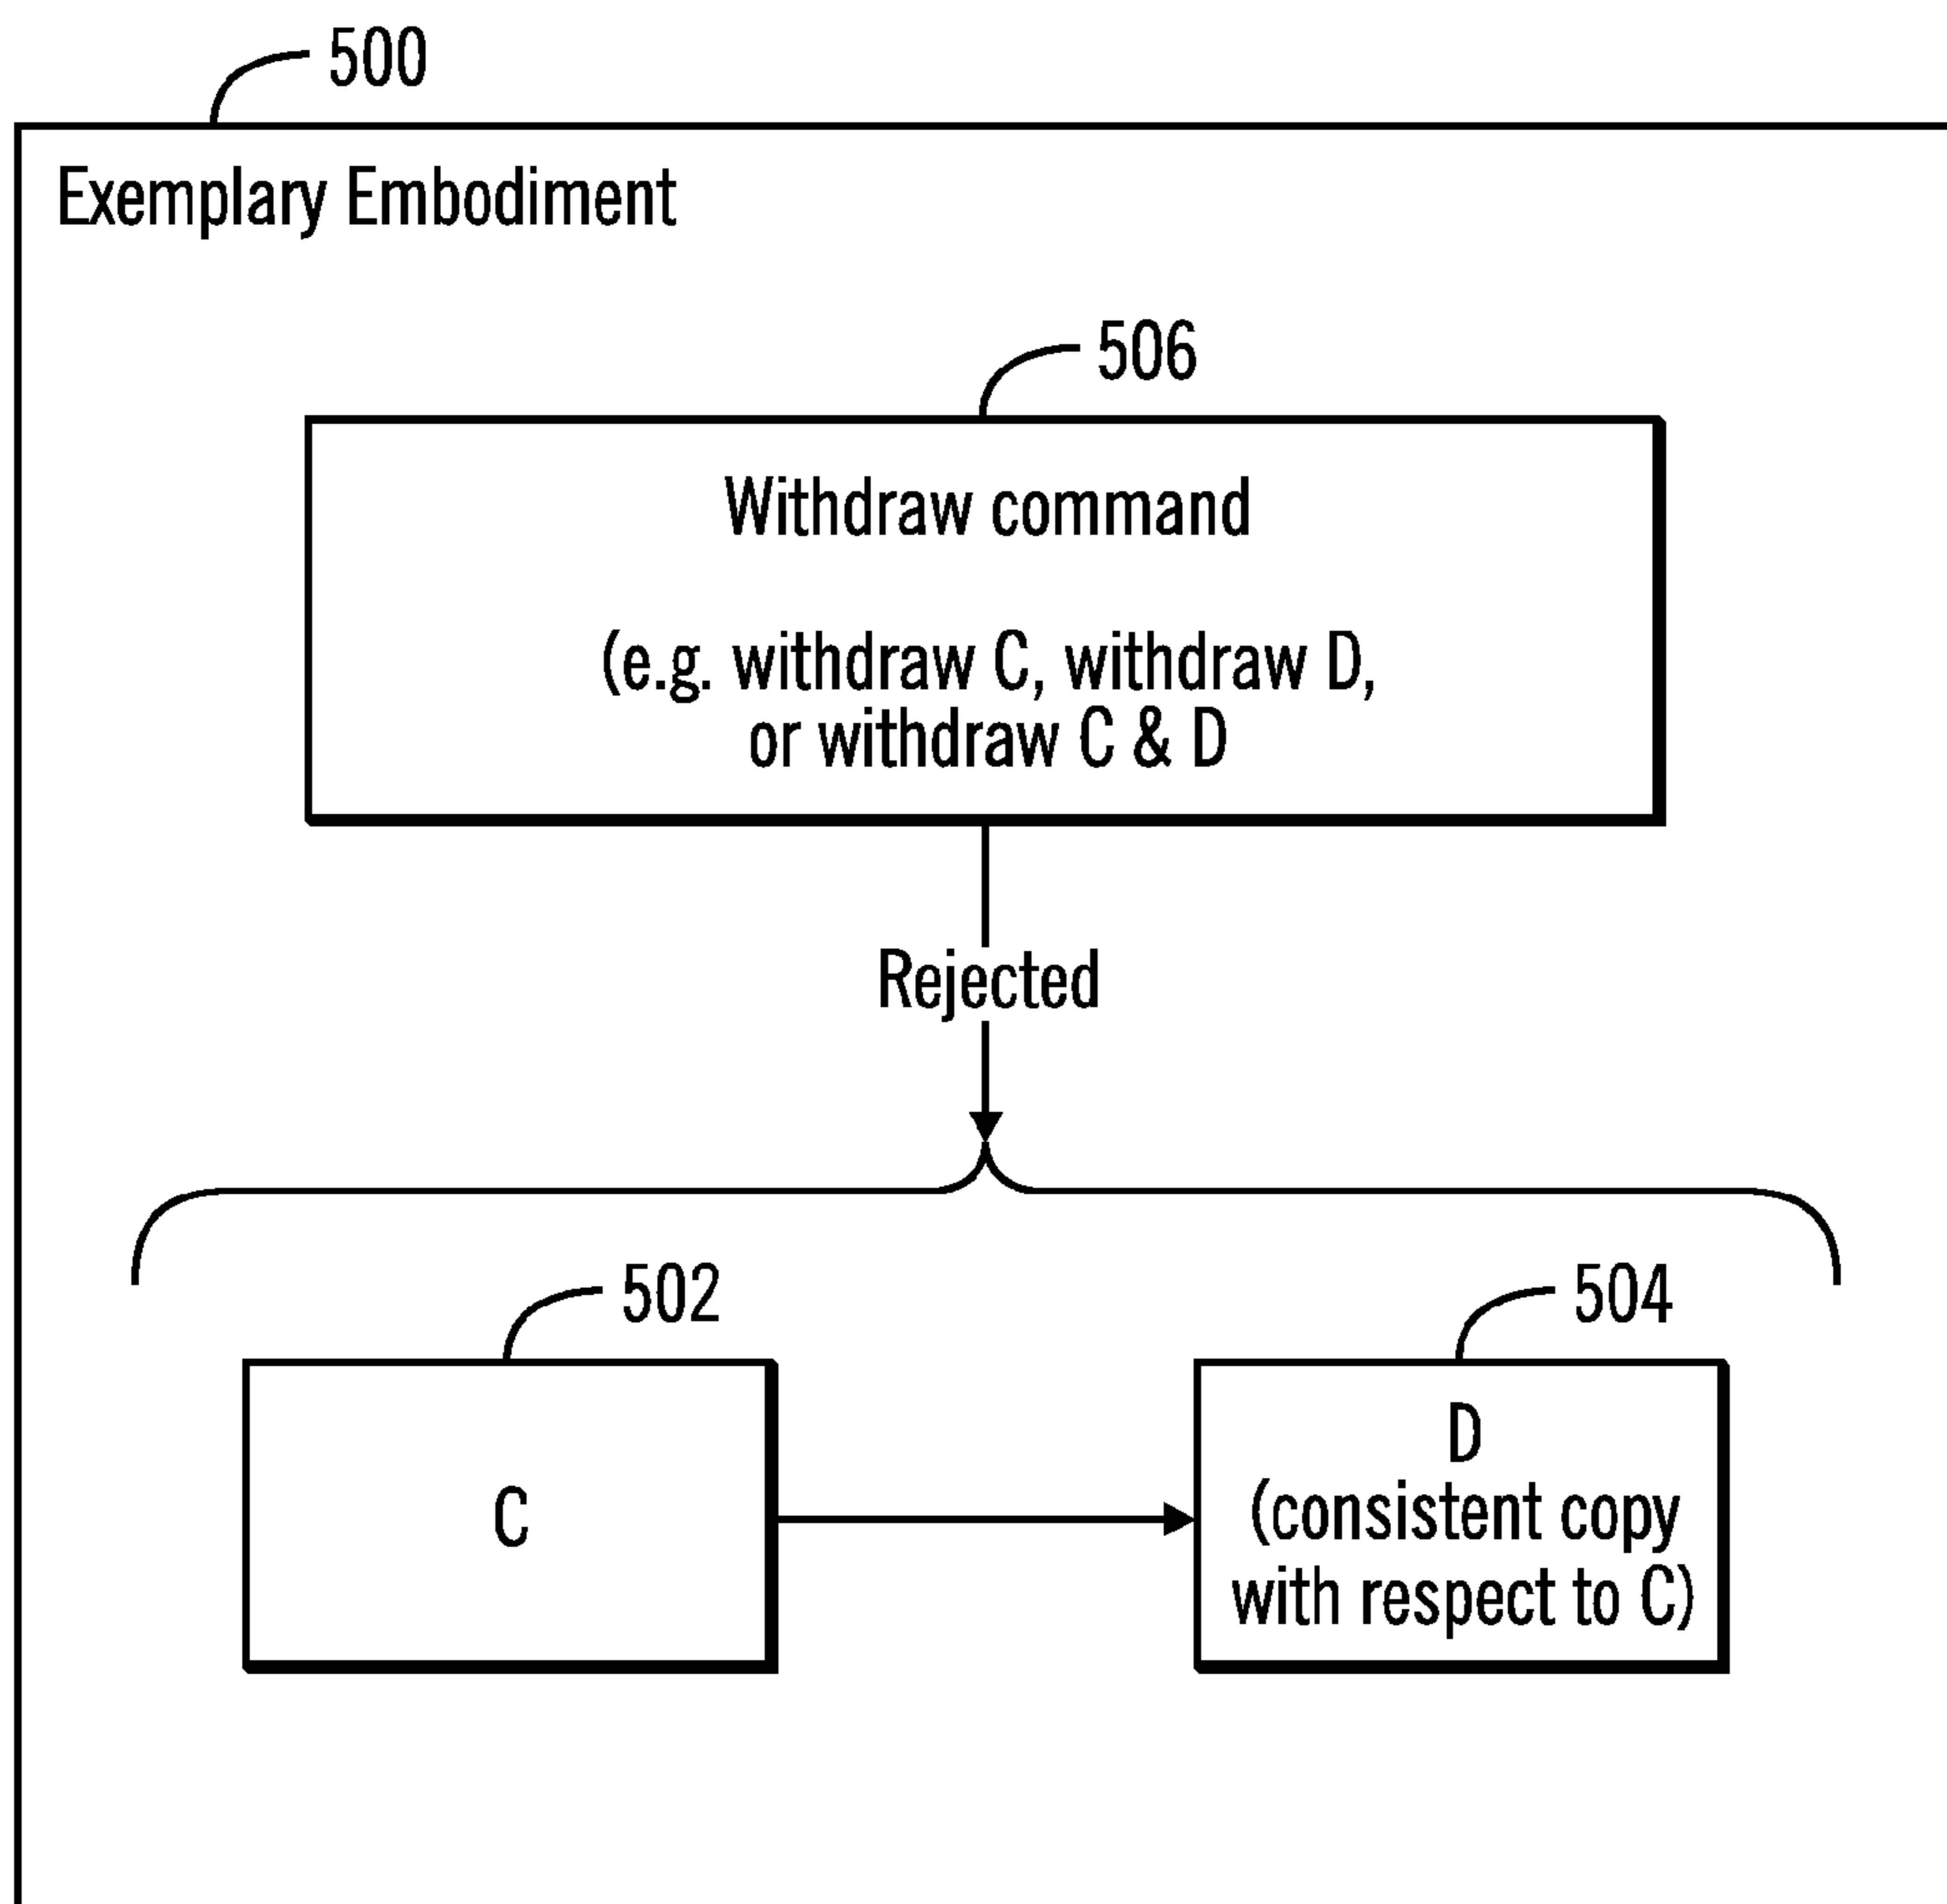 500
Exemplary Embodiment
506
Withdraw command
(e.g. withdraw C, withdraw D,
or withdraw C & D
Rejected
502
504
C
D
(consistent copy
with respect to C)